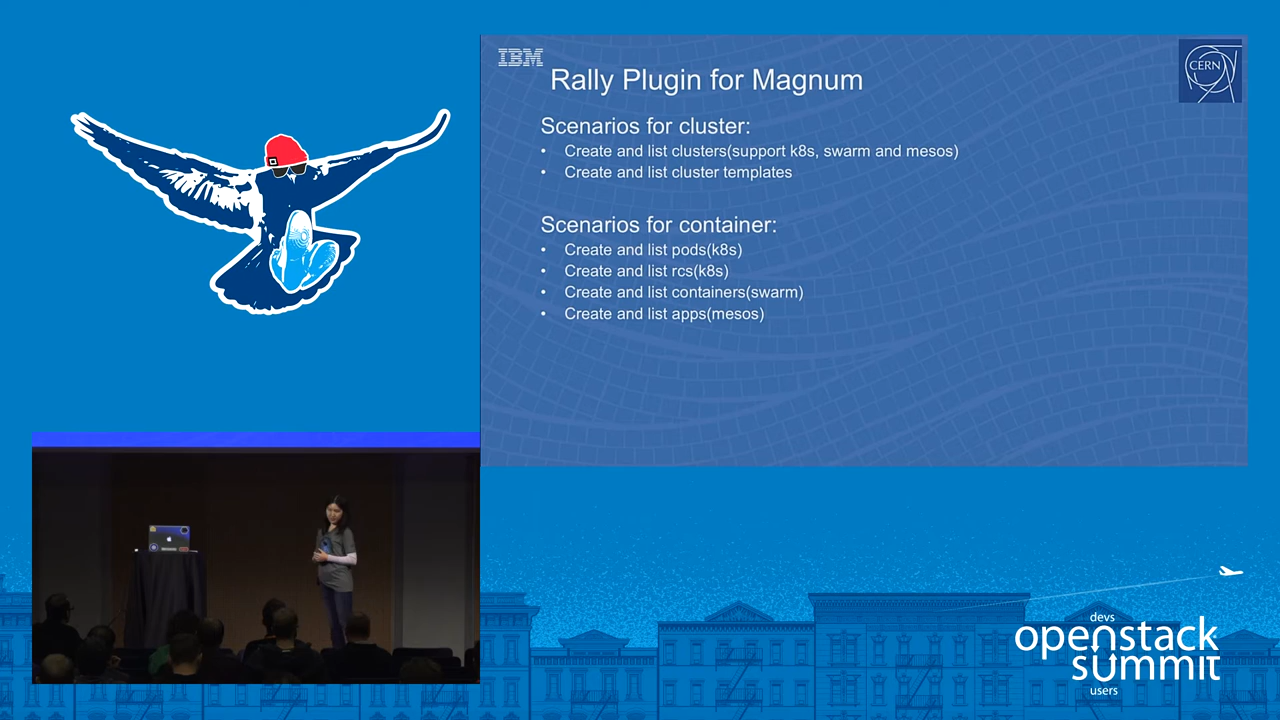 IBM
CERN
Rally Plugin for Magnum
Scenarios for cluster:
• Create and list clusters(support k8s, swarm and mesos)
• Create and list cluster templates
Scenarios for container:
• Create and list pods(k8s)
• Create and list rcs(k8s)
• Create and list containers(swarm)
• Create and list apps(mesos)
devs
openstack
summit
users